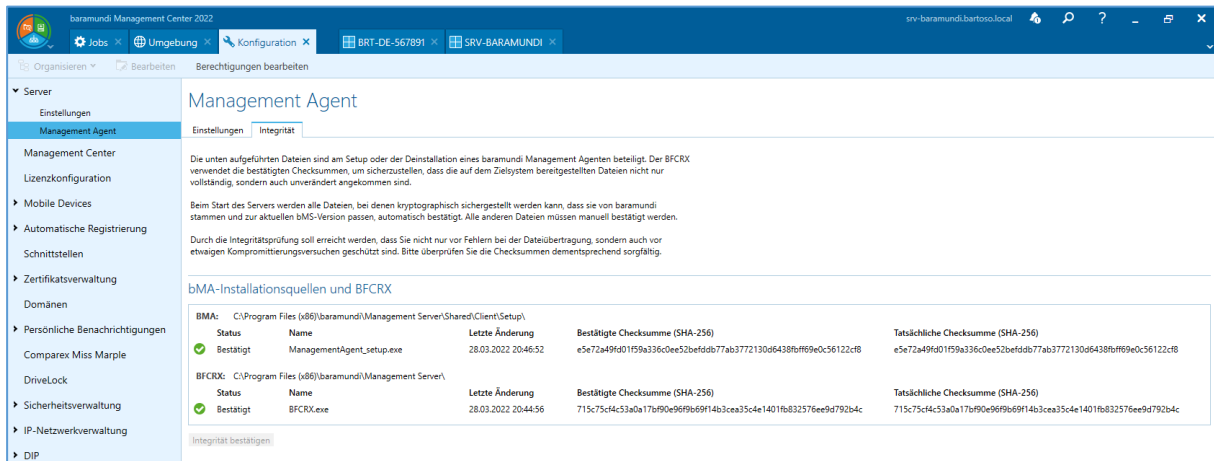 baramundi Management Center 2022
srv-baramundi.bartoso.local
Jobs
Umgebung
Konfiguration
BRT-DE-567891
SRV-BARAMUNDI
Organisieren
Bearbeiten
Berechtigungen bearbeiten
Server
Einstellungen
Management Agent
Management Center
Lizenzkonfiguration
Mobile Devices
Automatische Registrierung
Schnittstellen
Zertifikatsverwaltung
Domänen
Persönliche Benachrichtigungen
Comparex Miss Marple
DriveLock
Sicherheitsverwaltung
IP-Netzwerkverwaltung
DIP
Management Agent
Einstellungen Integrität
Die unten aufgeführten Dateien sind am Setup oder der Deinstallation eines baramundi Management Agenten beteiligt. Der BFCRX
verwendet die bestätigten Checksummen, um sicherzustellen, dass die auf dem Zielsystem bereitgestellten Dateien nicht nur
vollständig, sondern auch unverändert angekommen sind.
Beim Start des Servers werden alle Dateien, bei denen kryptographisch sichergestellt werden kann, dass sie von baramundi
stammen und zur aktuellen bMS-Version passen, automatisch bestätigt. Alle anderen Dateien müssen manuell bestätigt werden.
Durch die Integritätsprüfung soll erreicht werden, dass Sie nicht nur vor Fehlern bei der Dateiübertragung, sondern auch vor
etwaigen Kompromittierungsversuchen geschützt sind. Bitte überprüfen Sie die Checksummen dementsprechend sorgfältig.
bMA-Installationsquellen und BFCRX
BMA: C:\Program Files (x86)\baramundi\Management Server\Shared\Client\Setup\
Status Name Letzte Änderung Bestätigte Checksumme (SHA-256) Tatsächliche Checksumme (SHA-256)
Bestätigt ManagementAgent_setup.exe 28.03.2022 20:46:52 e5e72a49fd01f59a336c0ee52befddb77ab3772130d6438fbff69e0c56122cf8 e5e72a49fd01f59a336c0ee52befddb77ab3772130d6438fbff69e0c56122cf8
BFCRX: C:\Program Files (x86)\baramundi\Management Server\
Status Name Letzte Änderung Bestätigte Checksumme (SHA-256) Tatsächliche Checksumme (SHA-256)
Bestätigt BFCRX.exe 28.03.2022 20:44:56 715c75cf4c53a0a17bf90e96f9b69f14b3cea35c4e1401fb832576ee9d792b4c 715c75cf4c53a0a17bf90e96f9b69f14b3cea35c4e1401fb832576ee9d792b4c
Integrität bestätigen